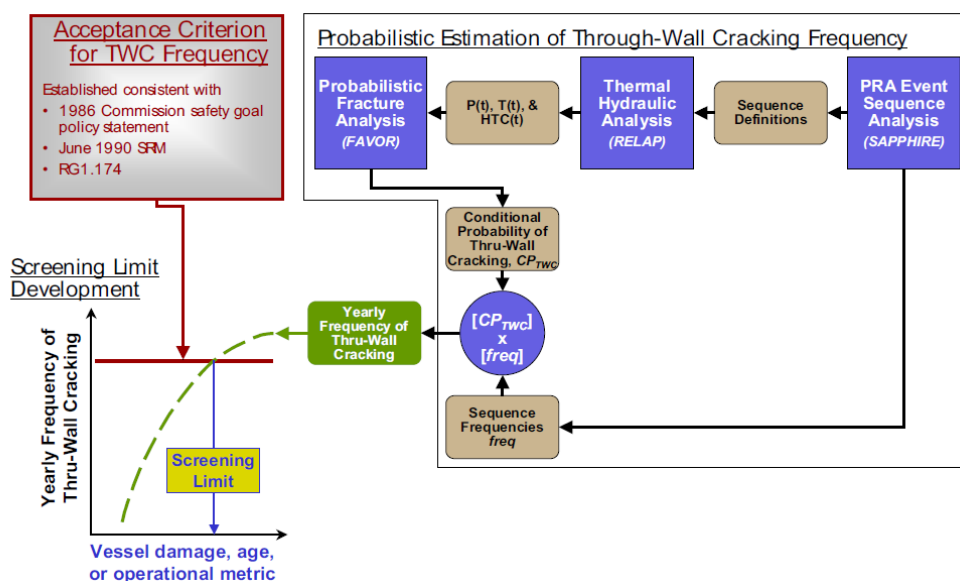 Acceptance Criterion
for TWC Frequency
Established consistent with
• 1986 Commission safety goal
policy statement
• June 1990 SRM
• RG1.174
Probabilistic Estimation of Through-Wall Cracking Frequency
Probabilistic
Fracture
Analysis
(FAVOR)
P(t), T(t), &
HTC(t)
Thermal
Hydraulic
Analysis
(RELAP)
Sequence
Definitions
PRA Event
Sequence
Analysis
(SAPPHIRE)
Conditional
Probability of
Thru-Wall
Cracking, CPTWC
Screening Limit
Development
Yearly Frequency of
Thru-Wall Cracking
Yearly
Frequency of
Thru-Wall
Cracking
[CPTWC]
x
[freq]
Sequence
Frequencies
freq
Screening
Limit
Vessel damage, age,
or operational metric